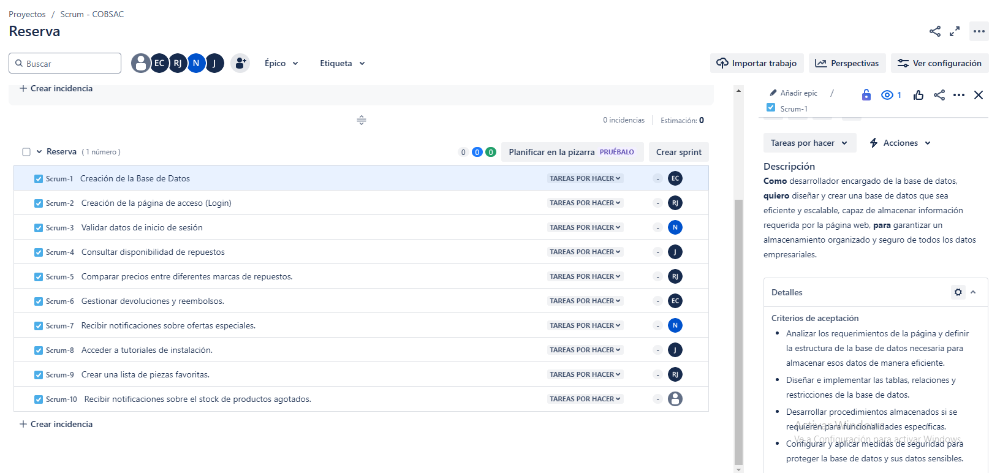 Proyectos / Scrum - COBSAC
Reserva
Buscar
EC RJ N J
Épico
Etiqueta
Importar trabajo
Perspectivas
Ver configuración
+ Crear incidencia
0 incidencias Estimación: 0
Reserva ( 1 número )
0 0 0
Planificar en la pizarra PRUÉBALO
Crear sprint
Scrum-1 Creación de la Base de Datos TAREAS POR HACER - EC
Scrum-2 Creación de la página de acceso (Login) TAREAS POR HACER - RJ
Scrum-3 Validar datos de inicio de sesión TAREAS POR HACER - N
Scrum-4 Consultar disponibilidad de repuestos TAREAS POR HACER - J
Scrum-5 Comparar precios entre diferentes marcas de repuestos. TAREAS POR HACER - RJ
Scrum-6 Gestionar devoluciones y reembolsos. TAREAS POR HACER - EC
Scrum-7 Recibir notificaciones sobre ofertas especiales. TAREAS POR HACER - N
Scrum-8 Acceder a tutoriales de instalación. TAREAS POR HACER - J
Scrum-9 Crear una lista de piezas favoritas. TAREAS POR HACER - RJ
Scrum-10 Recibir notificaciones sobre el stock de productos agotados. TAREAS POR HACER -
+ Crear incidencia
Añadir epic /
1
Scrum-1
Tareas por hacer
Acciones
Descripción
Como desarrollador encargado de la base de datos,
quiero diseñar y crear una base de datos que sea
eficiente y escalable, capaz de almacenar información
requerida por la página web, para garantizar un
almacenamiento organizado y seguro de todos los datos
empresariales.
Detalles
Criterios de aceptación
• Analizar los requerimientos de la página y definir
la estructura de la base de datos necesaria para
almacenar esos datos de manera eficiente.
• Diseñar e implementar las tablas, relaciones y
restricciones de la base de datos.
• Desarrollar procedimientos almacenados si se
requieren para funcionalidades específicas.
• Configurar y aplicar medidas de seguridad para
proteger la base de datos y sus datos sensibles.
Activar Windows
Ve a Configuración para activar Windows.